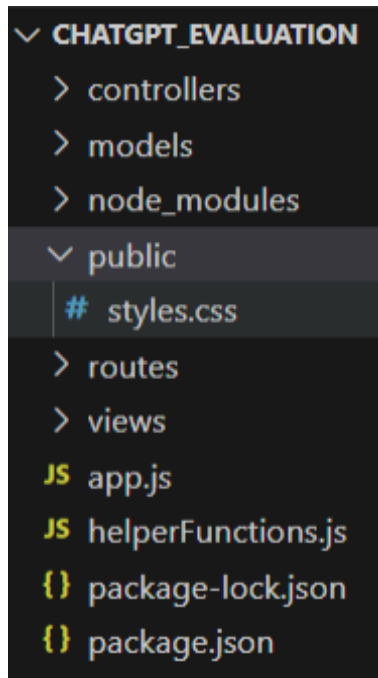 CHATGPT_EVALUATION
controllers
models
node_modules
public
# styles.css
routes
views
JS app.js
JS helperFunctions.js
{} package-lock.json
{} package.json